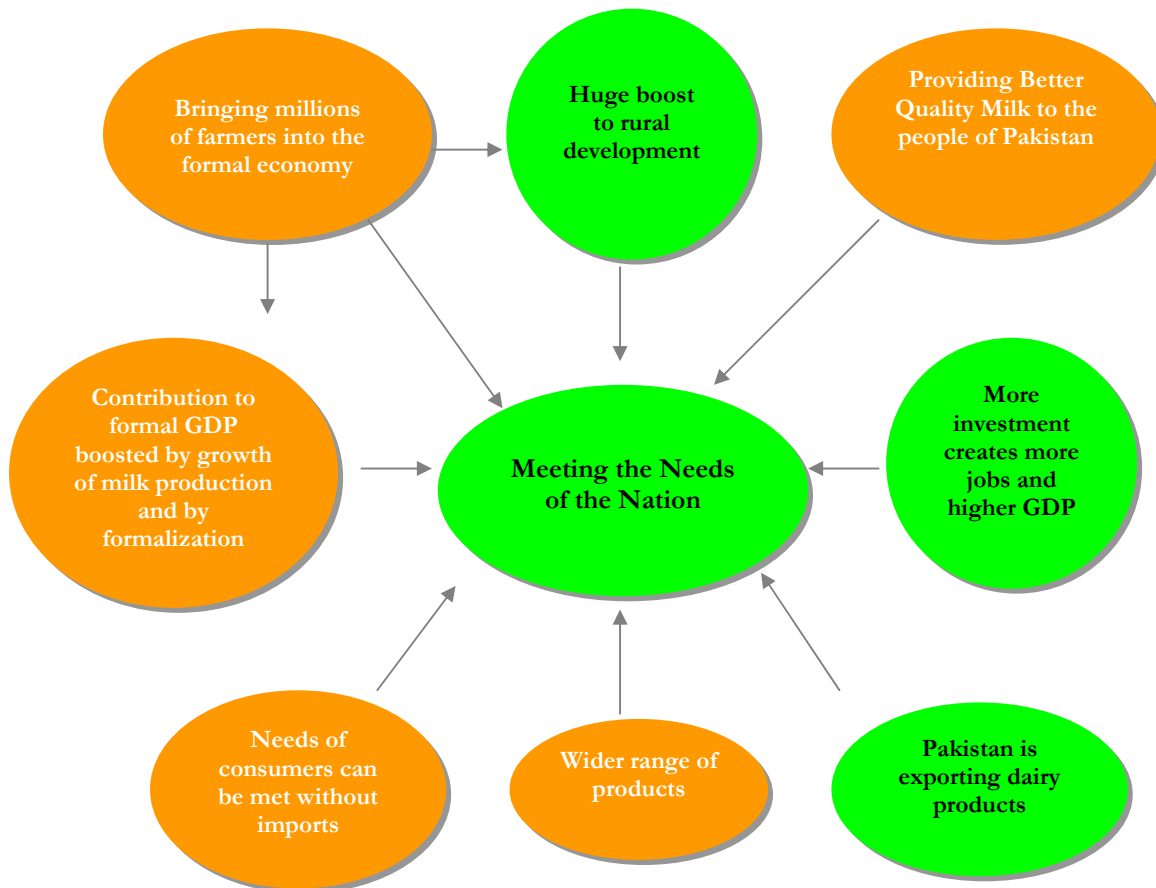 Bringing millions
of farmers into the
formal economy
Huge boost
to rural
development
Providing Better
Quality Milk to the
people of Pakistan
Contribution to
formal GDP
boosted by growth
of milk production
and by
formalization
Meeting the Needs
of the Nation
More
investment
creates more
jobs and
higher GDP
Needs of
consumers can
be met without
imports
Wider range of
products
Pakistan is
exporting dairy
products